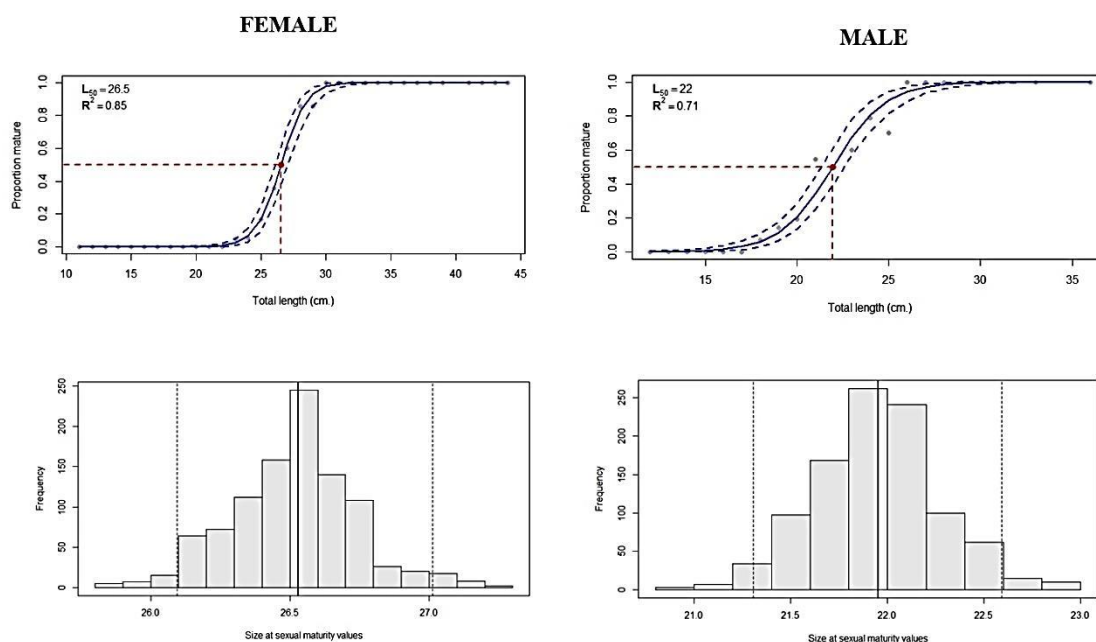 FEMALE
MALE
L50 = 26.5
R2 = 0.85
Proportion mature
0.0 0.2 0.4 0.6 0.8 1.0
10 15 20 25 30 35 40 45
Total length (cm.)
L50 = 22
R2 = 0.71
Proportion mature
0.0 0.2 0.4 0.6 0.8 1.0
15 20 25 30 35
Total length (cm.)
Frequency
0 50 100 150 200 250
26.0 26.5 27.0
Size at sexual maturity values
Frequency
0 50 100 150 200 250
21.0 21.5 22.0 22.5 23.0
Size at sexual maturity values